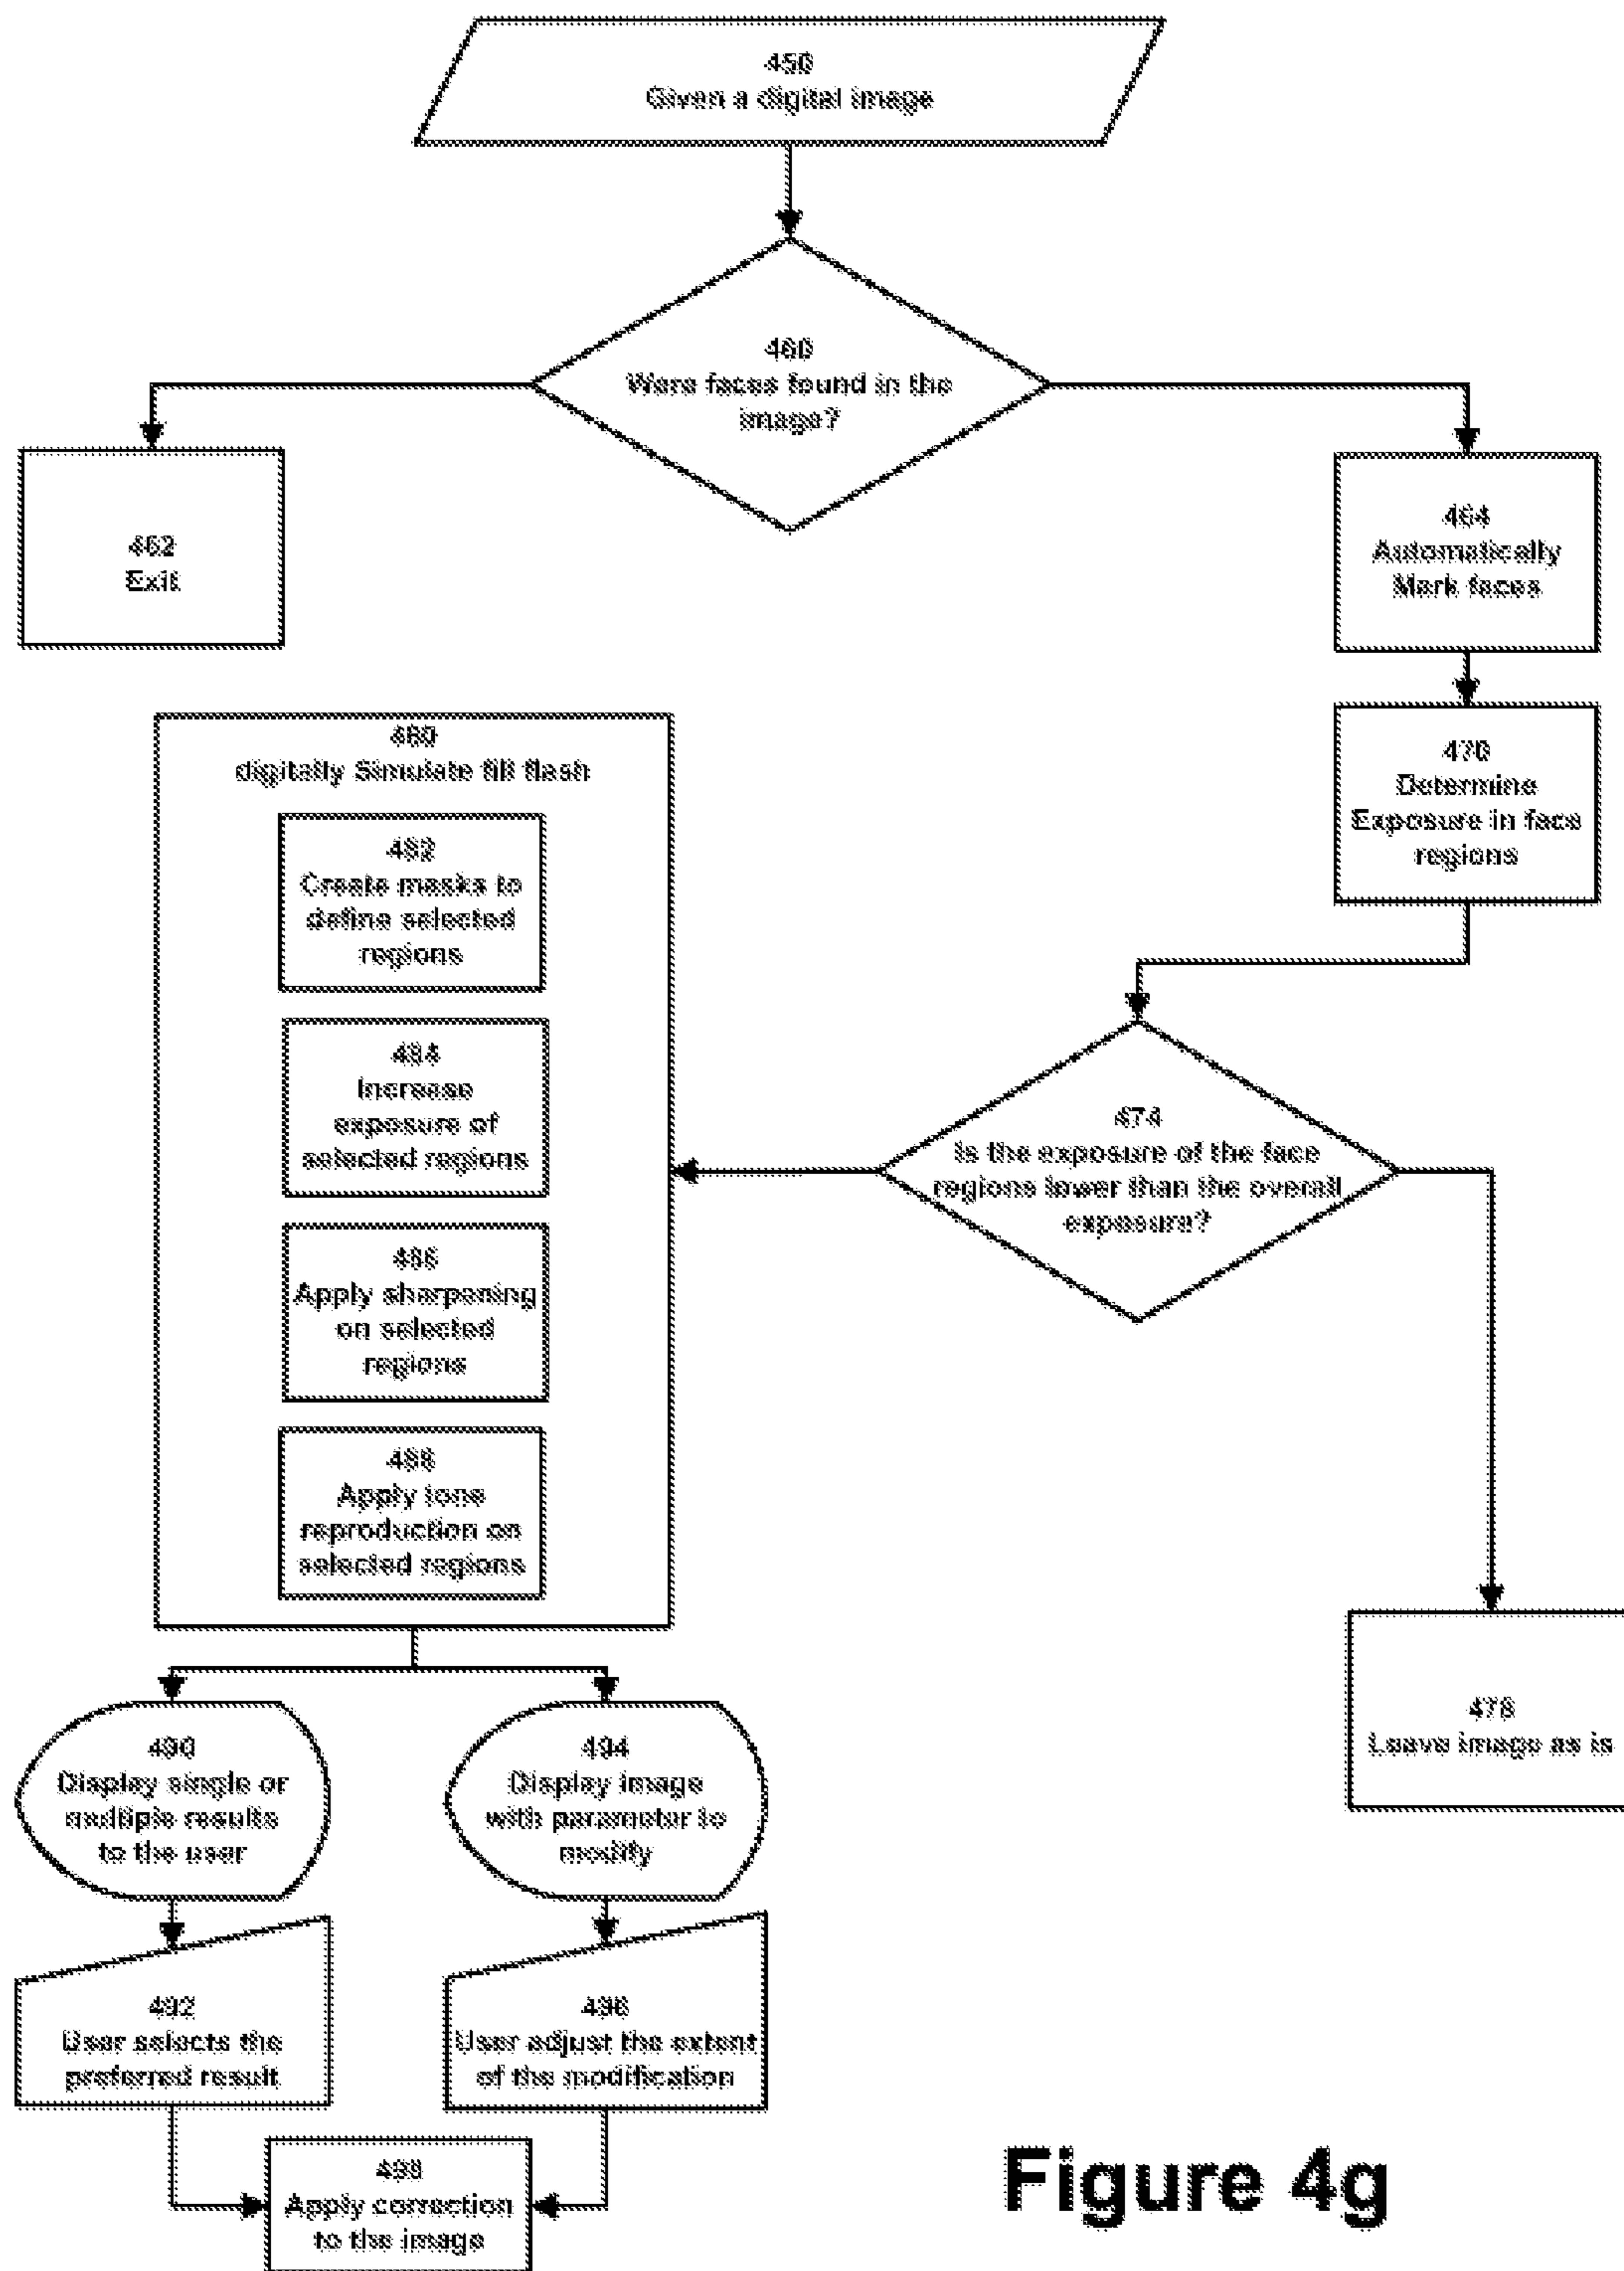 450
Given a digital image
460
Were faces found in the
image?
462
Exit
464
Automatically
Mark faces
470
Determine
Exposure in face
regions
474
Is the exposure of the face
regions lower than the overall
exposure?
478
Leave image as is
480
digitally Simulate fill flash
482
Create masks to
define selected
regions
484
Increase
exposure of
selected regions
486
Apply sharpening
on selected
regions
488
Apply tone
reproduction on
selected regions
490
Display single or
multiple results
to the user
494
Display image
with parameter to
modify
492
User selects the
preferred result
496
User adjust the extent
of the modification
498
Apply correction
to the image
Figure 4g